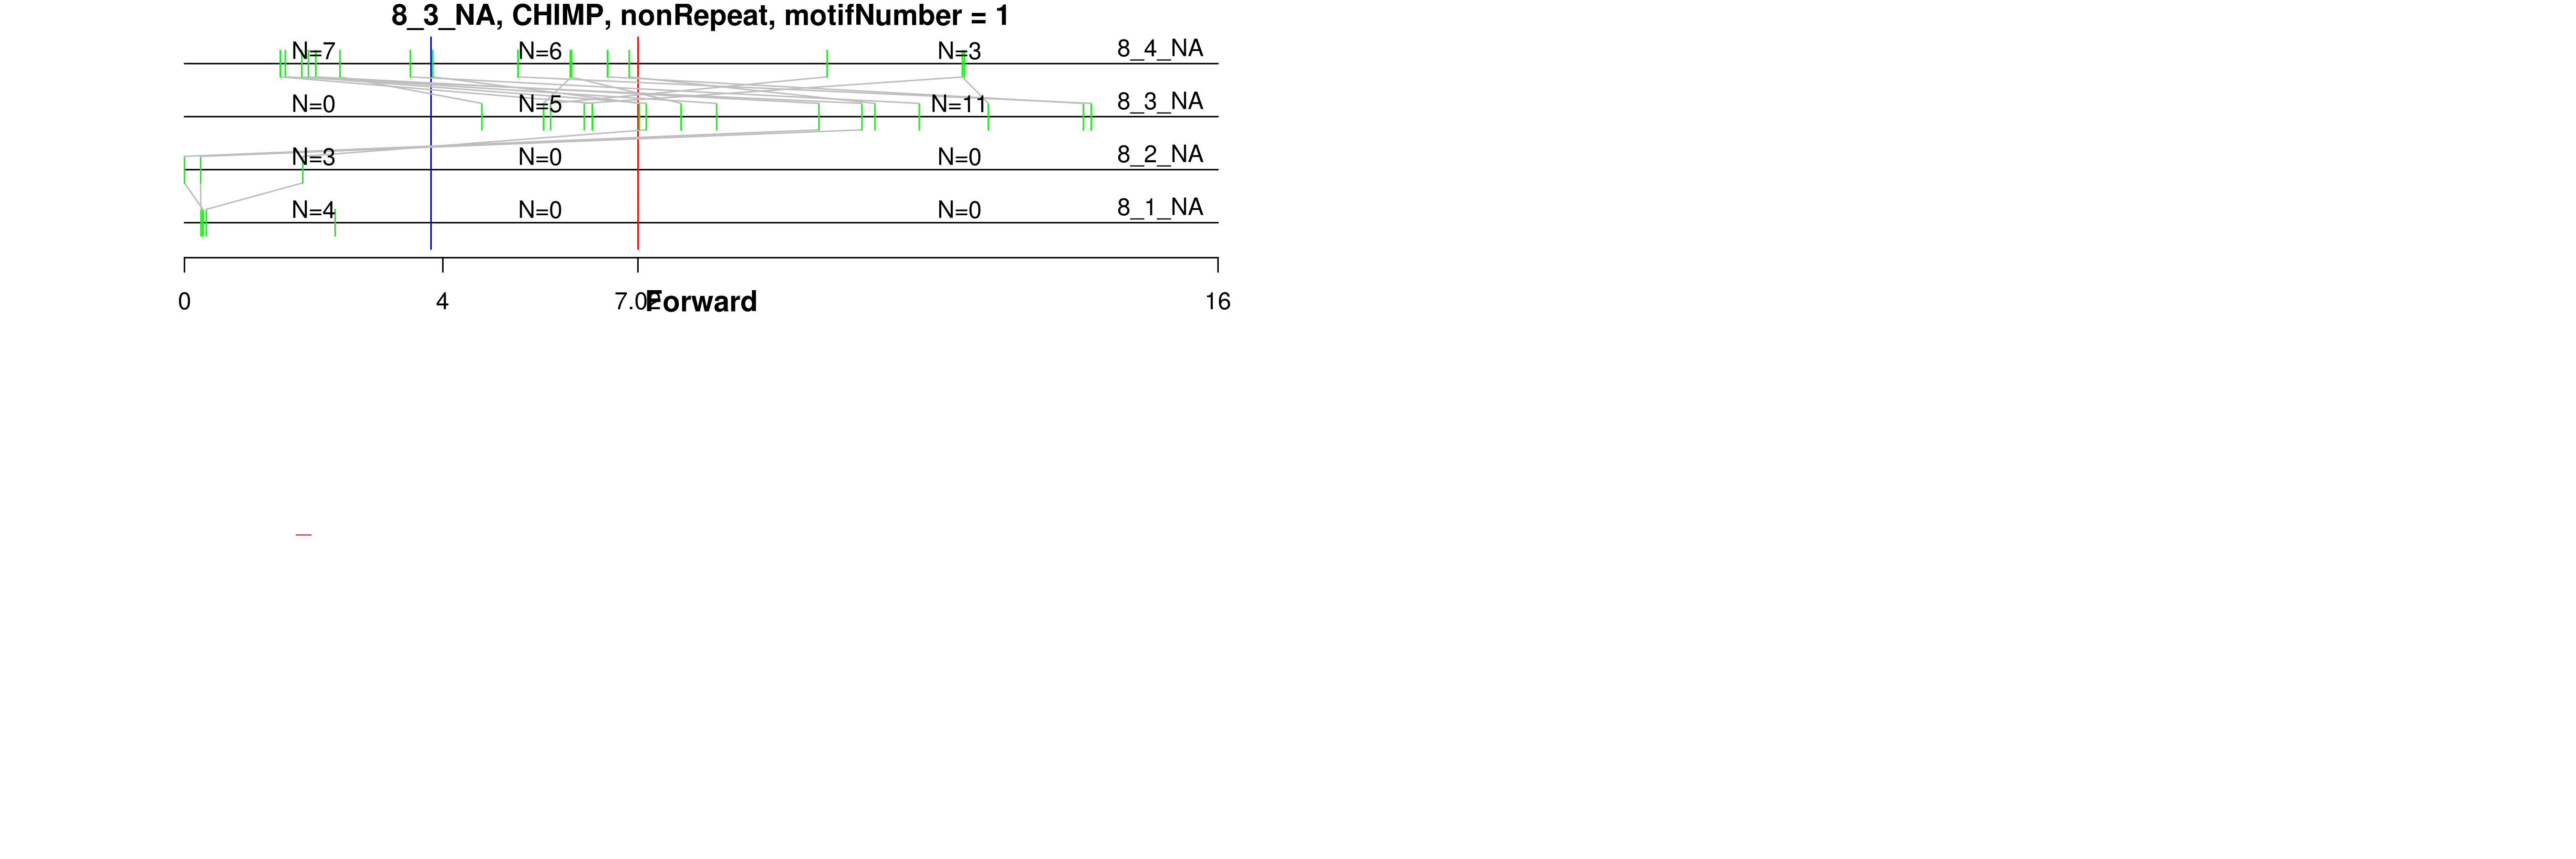 8_3_NA, CHIMP, nonRepeat, motifNumber = 1
N=7 N=6 N=3 8_4_NA
N=0 N=5 N=11 8_3_NA
N=3 N=0 N=0 8_2_NA
N=4 N=0 N=0 8_1_NA
0 4 7.02 16
Forward